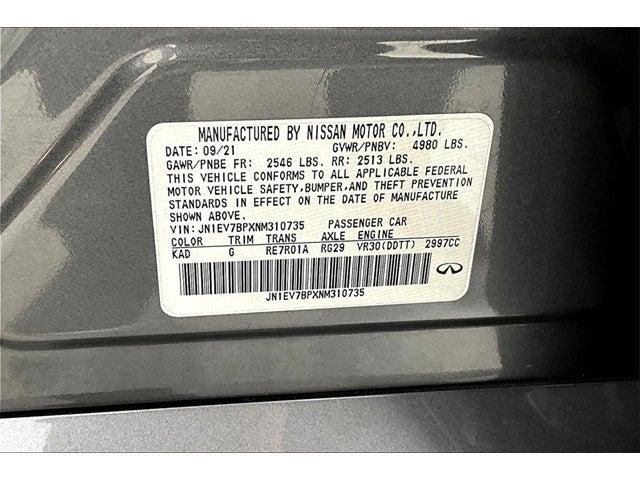 MANUFACTURED BY NISSAN MOTOR CO.,LTD.
DATE: 09/21 GVWR/PNBV: 4980 LBS.
GAWR/PNBE FR: 2546 LBS. RR: 2513 LBS.
THIS VEHICLE CONFORMS TO ALL APPLICABLE FEDERAL
MOTOR VEHICLE SAFETY,BUMPER,AND THEFT PREVENTION
STANDARDS IN EFFECT ON THE DATE OF MANUFACTURE
SHOWN ABOVE.
VIN: JN1EV7BPXNM310735 PASSENGER CAR
COLOR TRIM TRANS AXLE ENGINE
KAD G RE7R01A RG29 VR30(DDTT) 2997CC
JN1EV7BPXNM310735